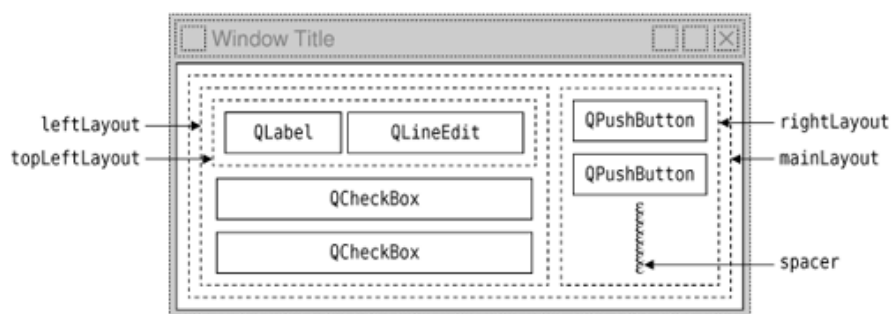 Window Title
leftLayout
topLeftLayout
QLabel
QLineEdit
QCheckBox
QCheckBox
QPushButton
QPushButton
rightLayout
mainLayout
spacer